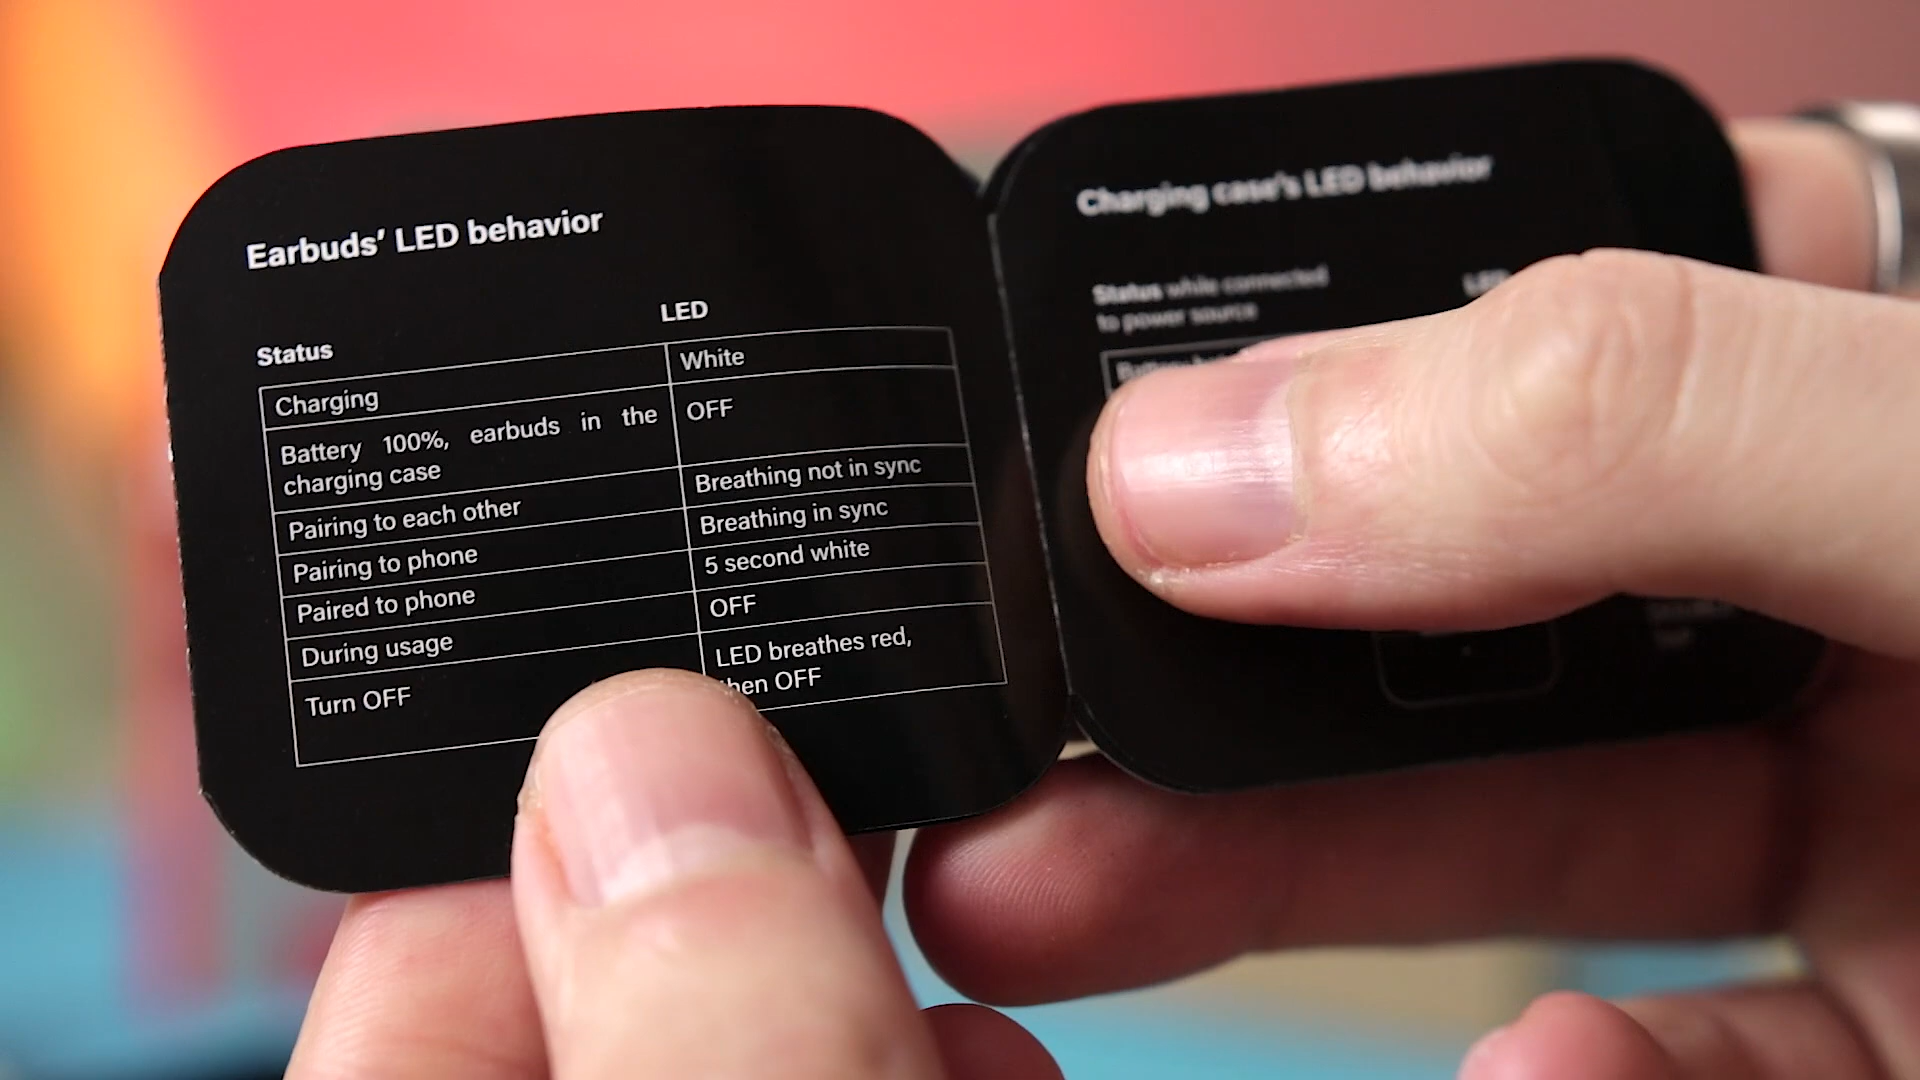 Earbuds' LED behavior
Status
LED
Charging
White
Battery 100%, earbuds in the
charging case
OFF
Pairing to each other
Breathing not in sync
Pairing to phone
Breathing in sync
Paired to phone
5 second white
During usage
OFF
Turn OFF
LED breathes red,
then OFF
Charging case's LED behavior
Status while connected
to power source
LED